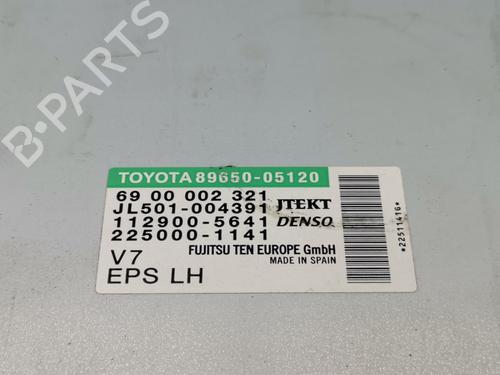 TOYOTA 89650-05120
69 00 002 321
JL501-004391 JTEKT
112900-5641 DENSO
225000-1141
FUJITSU TEN EUROPE GmbH
MADE IN SPAIN
V7
EPS LH
*22511416*
B-PARTS